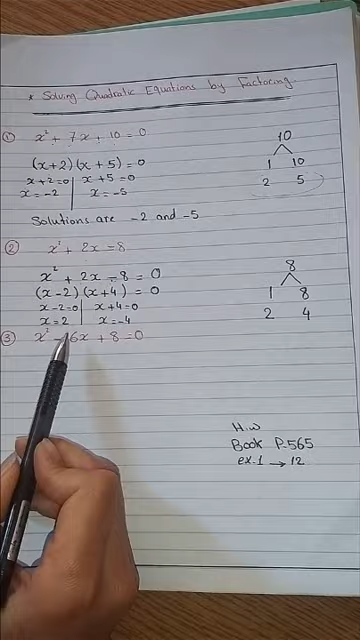 * Solving Quadratic Equations by Factoring.
① x² + 7x + 10 = 0
10
(x+2)(x+5)=0
1 10
x+2=0 | x+5=0
2 5
x=-2 | x=-5
Solutions are -2 and -5
② x² + 2x = 8
x² + 2x - 8 = 0
8
(x-2)(x+4) = 0
1 8
x-2=0 | x+4=0
2 4
x=2 | x=-4
③ x² - 6x + 8 = 0
H.W
Book P.565
ex.1 → 12